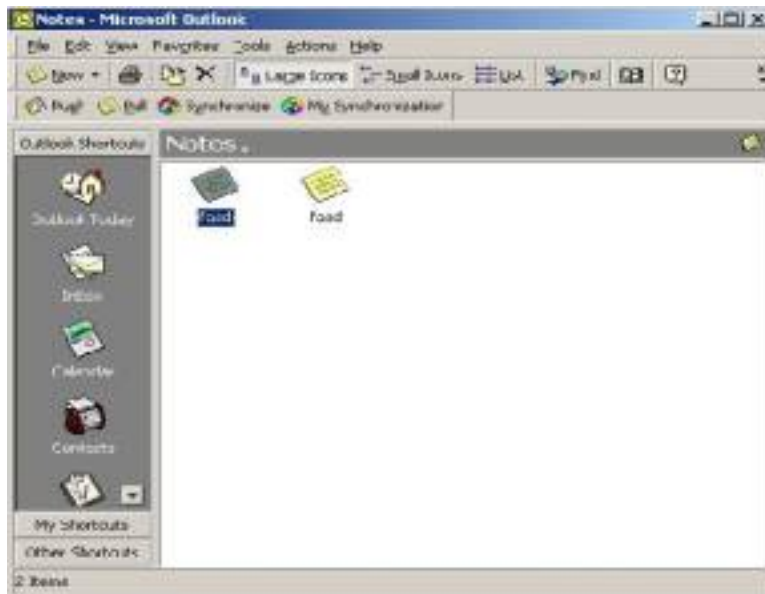 Notes - Microsoft Outlook
File Edit View Favorites Tools Actions Help
New Large Icons Small Icons List Find
Push Pull Synchronize My Synchronization
Outlook Shortcuts
Notes.
Outlook Today
Food Food
Inbox
Calendar
Contacts
My Shortcuts
Other Shortcuts
2 Items